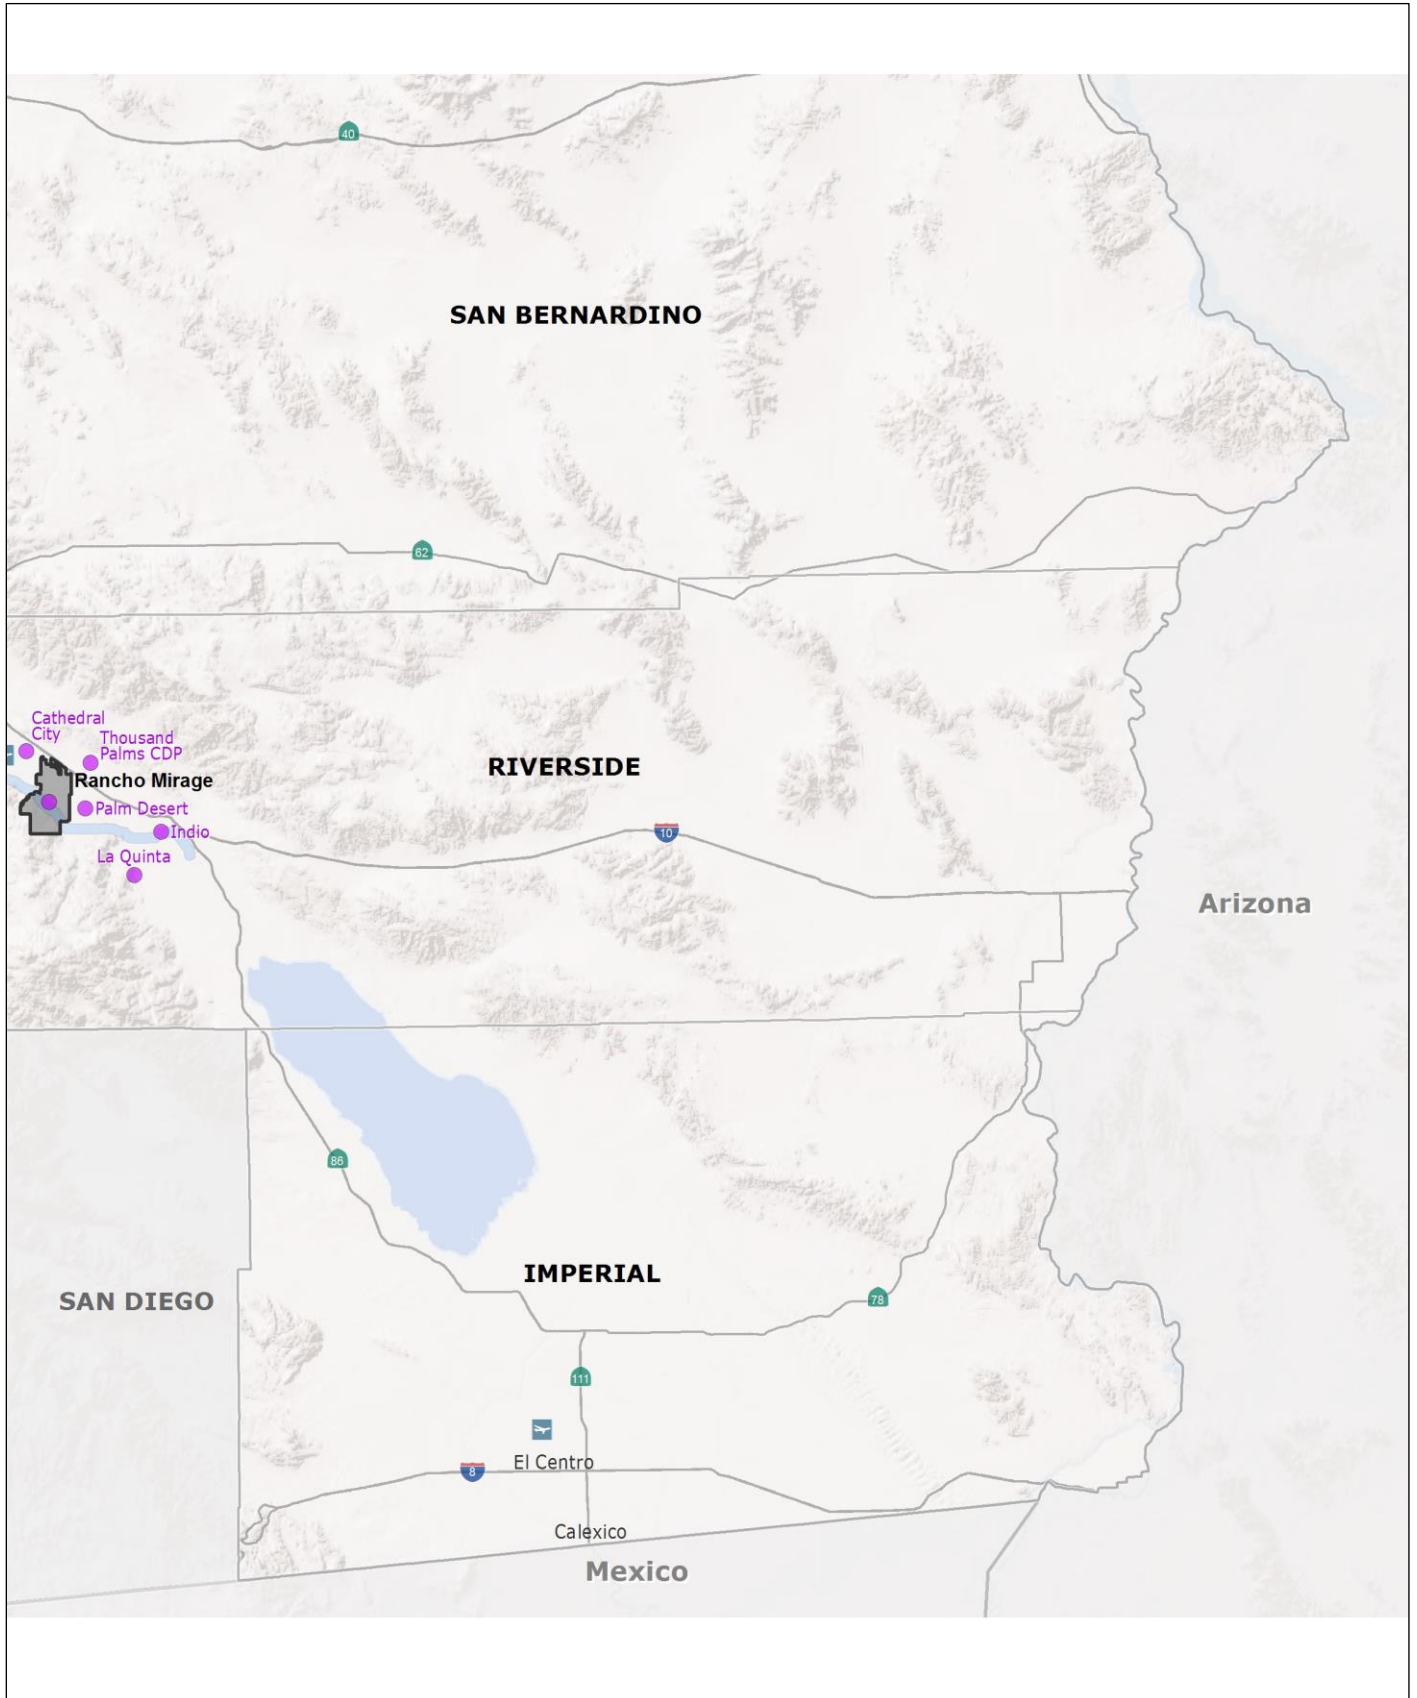 40
SAN BERNARDINO
62
Cathedral
City
Thousand
Palms CDP
Rancho Mirage
RIVERSIDE
Palm Desert
Indio
10
La Quinta
Arizona
86
IMPERIAL
SAN DIEGO
78
111
El Centro
8
Calexico
Mexico